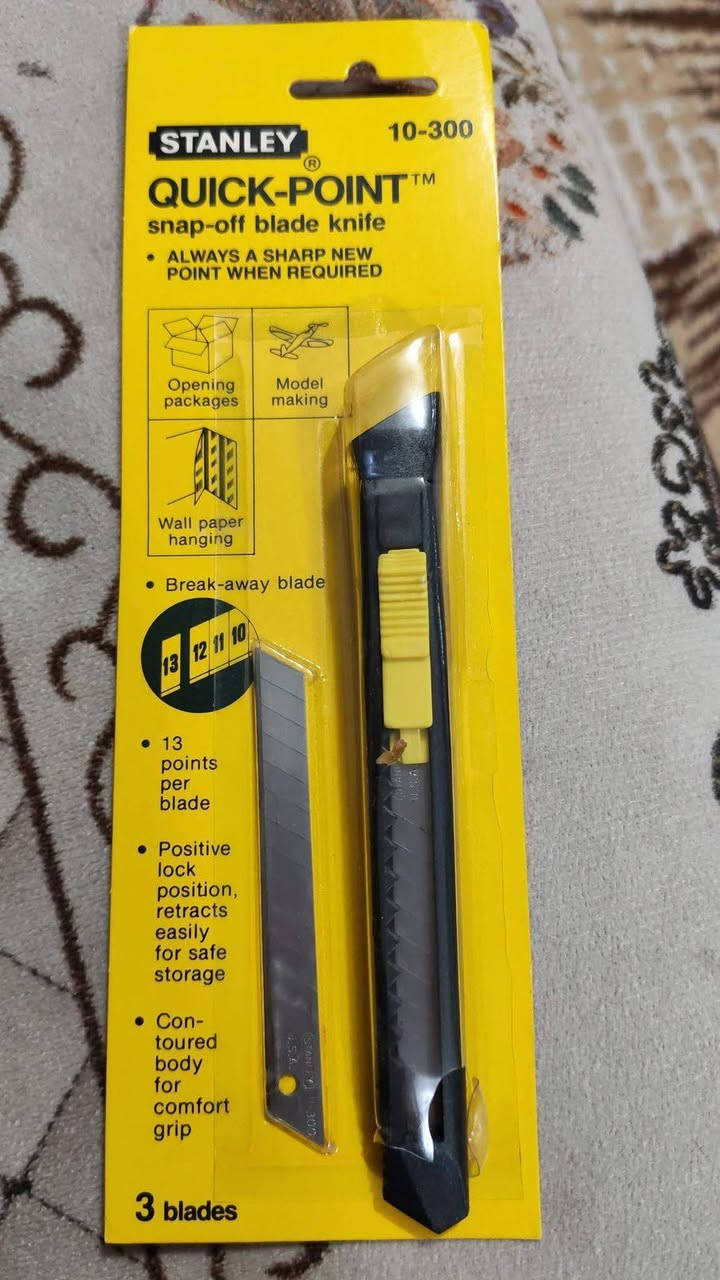 STANLEY
®
10-300
QUICK-POINT™
snap-off blade knife
• ALWAYS A SHARP NEW
POINT WHEN REQUIRED
Opening
packages
Model
making
Wall paper
hanging
• Break-away blade
13 12 11 10
• 13
points
per
blade
• Positive
lock
position,
retracts
easily
for safe
storage
• Con-
toured
body
for
comfort
grip
3 blades
STANLEY
U.S.A.
300